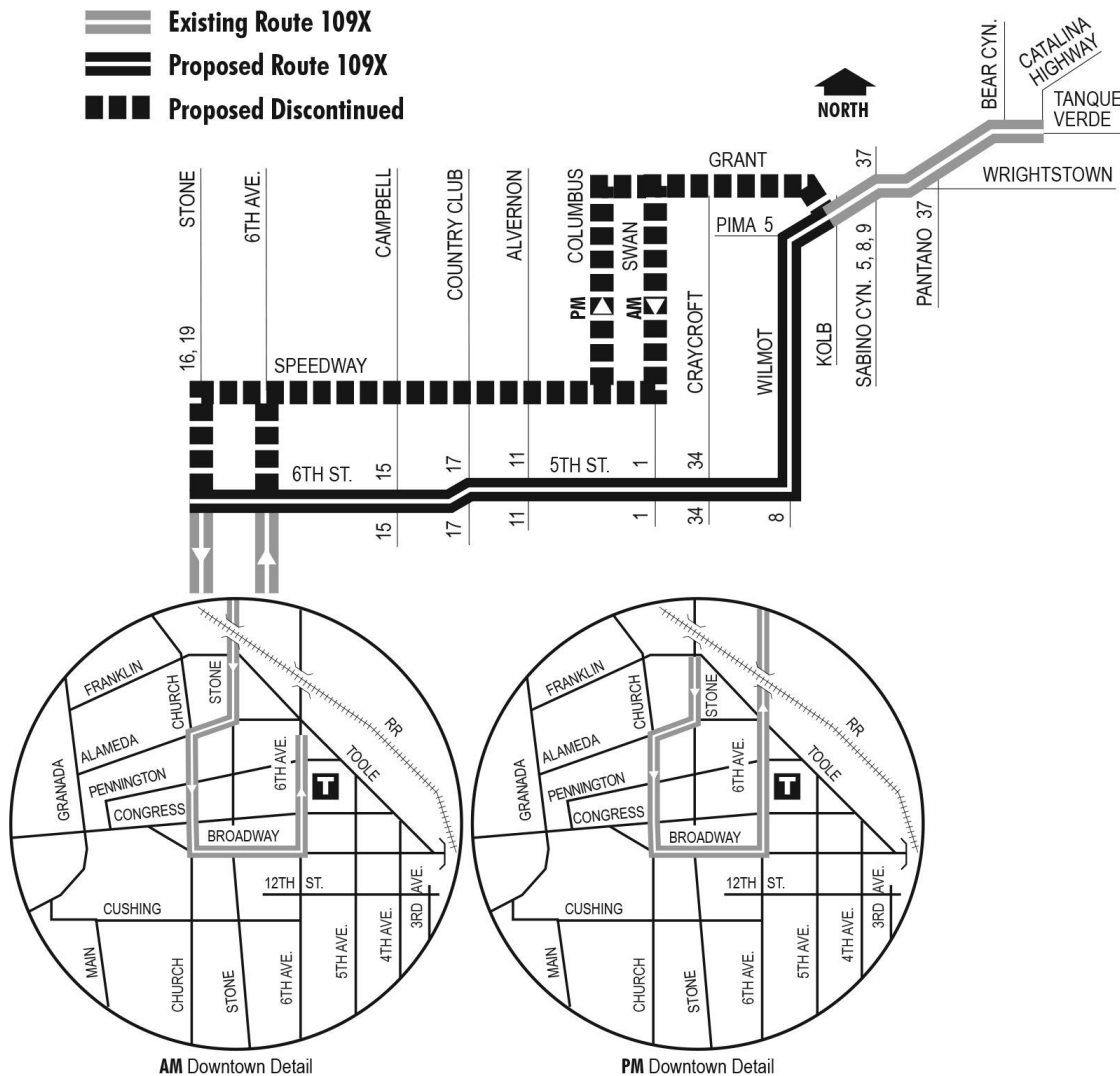 Existing Route 109X
Proposed Route 109X
Proposed Discontinued
NORTH
BEAR CYN.
CATALINA
HIGHWAY
TANQUE
VERDE
WRIGHTSTOWN
STONE
6TH AVE.
CAMPBELL
COUNTRY CLUB
ALVERNON
COLUMBUS
SWAN
GRANT
37
PIMA 5
PM
AM
CRAYCROFT
WILMOT
KOLB
SABINO CYN. 5, 8, 9
PANTANO 37
16, 19
SPEEDWAY
6TH ST.
15
17
11
5TH ST.
1
34
15
17
11
1
34
8
FRANKLIN
CHURCH
STONE
RR
ALAMEDA
GRANADA
PENNINGTON
6TH AVE.
T
TOOLE
CONGRESS
BROADWAY
12TH ST.
CUSHING
MAIN
CHURCH
STONE
6TH AVE.
5TH AVE.
4TH AVE.
3RD AVE.
AM Downtown Detail
FRANKLIN
CHURCH
STONE
RR
ALAMEDA
GRANADA
PENNINGTON
6TH AVE.
T
TOOLE
CONGRESS
BROADWAY
12TH ST.
CUSHING
MAIN
CHURCH
STONE
6TH AVE.
5TH AVE.
4TH AVE.
3RD AVE.
PM Downtown Detail